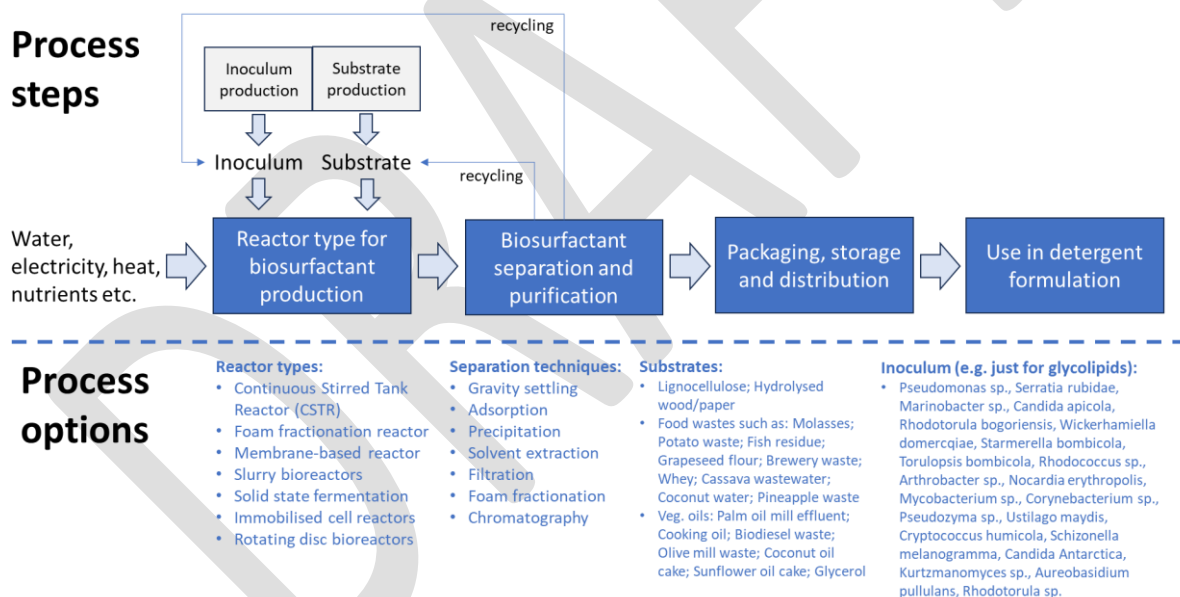 Process
steps
recycling
Inoculum
production
Substrate
production
Inoculum
Substrate
recycling
Water,
electricity, heat,
nutrients etc.
Reactor type for
biosurfactant
production
Biosurfactant
separation and
purification
Packaging, storage
and distribution
Use in detergent
formulation
Process
options
Reactor types:
• Continuous Stirred Tank
Reactor (CSTR)
• Foam fractionation reactor
• Membrane-based reactor
• Slurry bioreactors
• Solid state fermentation
• Immobilised cell reactors
• Rotating disc bioreactors
Separation techniques:
• Gravity settling
• Adsorption
• Precipitation
• Solvent extraction
• Filtration
• Foam fractionation
• Chromatography
Substrates:
• Lignocellulose; Hydrolysed
wood/paper
• Food wastes such as: Molasses;
Potato waste; Fish residue;
Grapeseed flour; Brewery waste;
Whey; Cassava wastewater;
Coconut water; Pineapple waste
• Veg. oils: Palm oil mill effluent;
Cooking oil; Biodiesel waste;
Olive mill waste; Coconut oil
cake; Sunflower oil cake; Glycerol
Inoculum (e.g. just for glycolipids):
• Pseudomonas sp., Serratia rubidae,
Marinobacter sp., Candida apicola,
Rhodotorula bogoriensis, Wickerhamiella
domercqiae, Starmerella bombicola,
Torulopsis bombicola, Rhodococcus sp.,
Arthrobacter sp., Nocardia erythropolis,
Mycobacterium sp., Corynebacterium sp.,
Pseudozyma sp., Ustilago maydis,
Cryptococcus humicola, Schizonella
melanogramma, Candida Antarctica,
Kurtzmanomyces sp., Aureobasidium
pullulans, Rhodotorula sp.
DRAFT